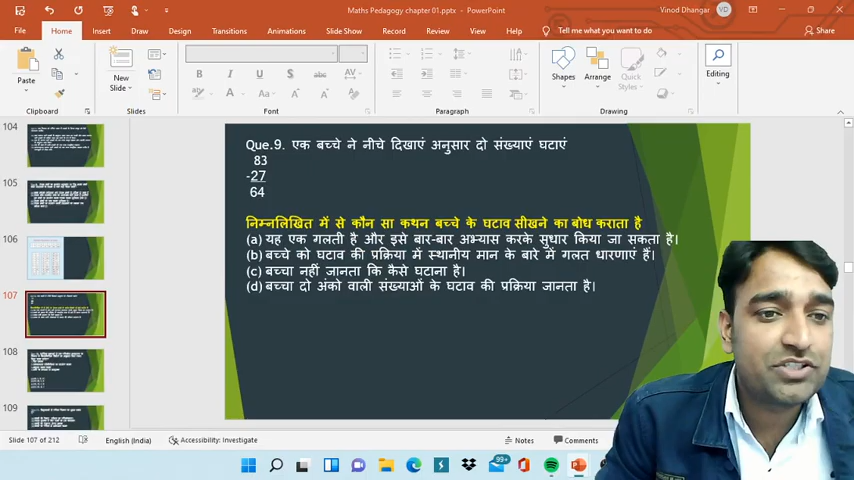 Maths Pedagogy chapter 01.pptx - PowerPoint
Vinod Dhangar
VD
File Home Insert Draw Design Transitions Animations Slide Show Record Review View Help Tell me what you want to do Share
Paste
New
Slide
Shapes Arrange Quick
Styles
Editing
Clipboard Slides Font Paragraph Drawing
104
105
106
107
108
109
Que.9. एक बच्चे ने नीचे दिखाएं अनुसार दो संख्याएं घटाएं
83
-27
64
निम्नलिखित में से कौन सा कथन बच्चे के घटाव सीखने का बोध कराता है
(a) यह एक गलती है और इसे बार-बार अभ्यास करके सुधार किया जा सकता है।
(b) बच्चे को घटाव की प्रक्रिया में स्थानीय मान के बारे में गलत धारणाएं हैं।
(c) बच्चा नहीं जानता कि कैसे घटाना है।
(d) बच्चा दो अंको वाली संख्याओं के घटाव की प्रक्रिया जानता है।
Slide 107 of 212 English (India) Accessibility: Investigate Notes Comments
99+